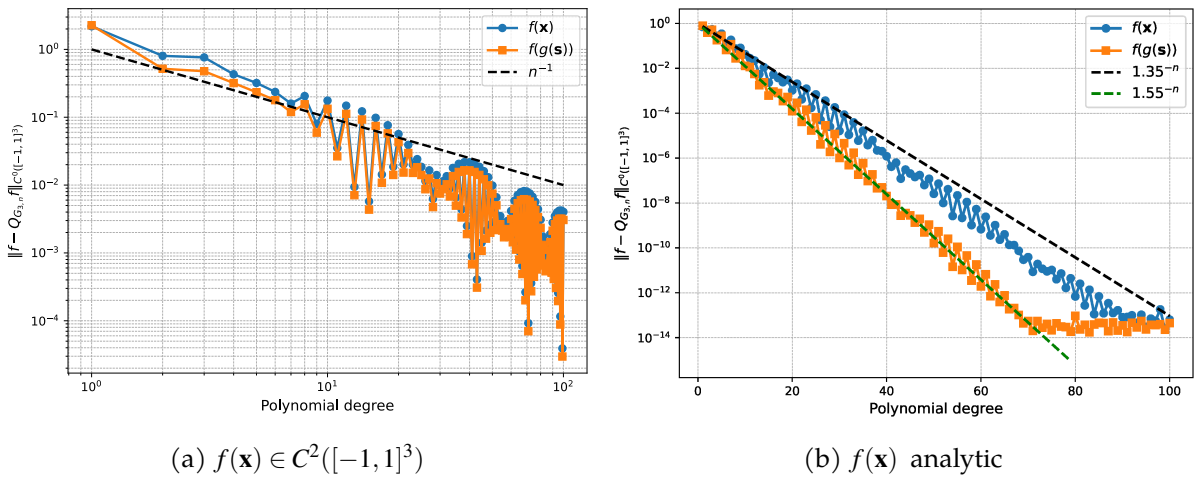 ‖f − Q_{G_{3,n}} f‖_{C^0([−1,1]^3)}
10^0
10^{−1}
10^{−2}
10^{−3}
10^{−4}
f(x)
f(g(s))
n^{−1}
10^0 10^1 10^2
Polynomial degree
(a) f(x) ∈ C^2([−1,1]^3)
‖f − Q_{G_{3,n}} f‖_{C^0([−1,1]^3)}
10^0
10^{−2}
10^{−4}
10^{−6}
10^{−8}
10^{−10}
10^{−12}
10^{−14}
f(x)
f(g(s))
1.35^{−n}
1.55^{−n}
0 20 40 60 80 100
Polynomial degree
(b) f(x) analytic